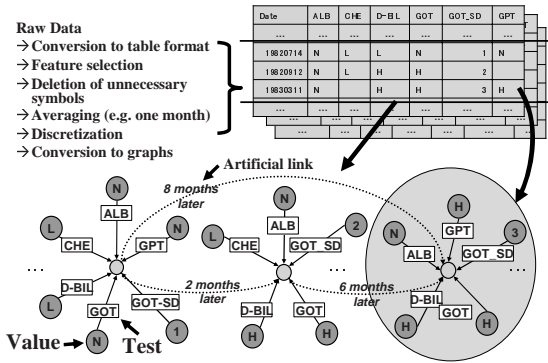 Raw Data
→Conversion to table format
→Feature selection
→Deletion of unnecessary
symbols
→Averaging (e.g. one month)
→Discretization
→Conversion to graphs
Date ALB CHE D-BIL GOT GOT_SD GPT
... ... ... ... ... ... ...
19820714 N L L N 1 N
19820912 N L H H 2
19830311 N H H 3 H
... ... ... ... ... ... ...
... ... ... ... ... ...
Artificial link
8 months
later
N
ALB
L
CHE
GPT
N
D-BIL
L
GOT
N
GOT-SD
1
Value
Test
...
2 months
later
N
ALB
L
CHE
GOT_SD
2
D-BIL
H
GOT
H
6 months
later
H
GPT
N
ALB
GOT_SD
3
D-BIL
H
GOT
H
...